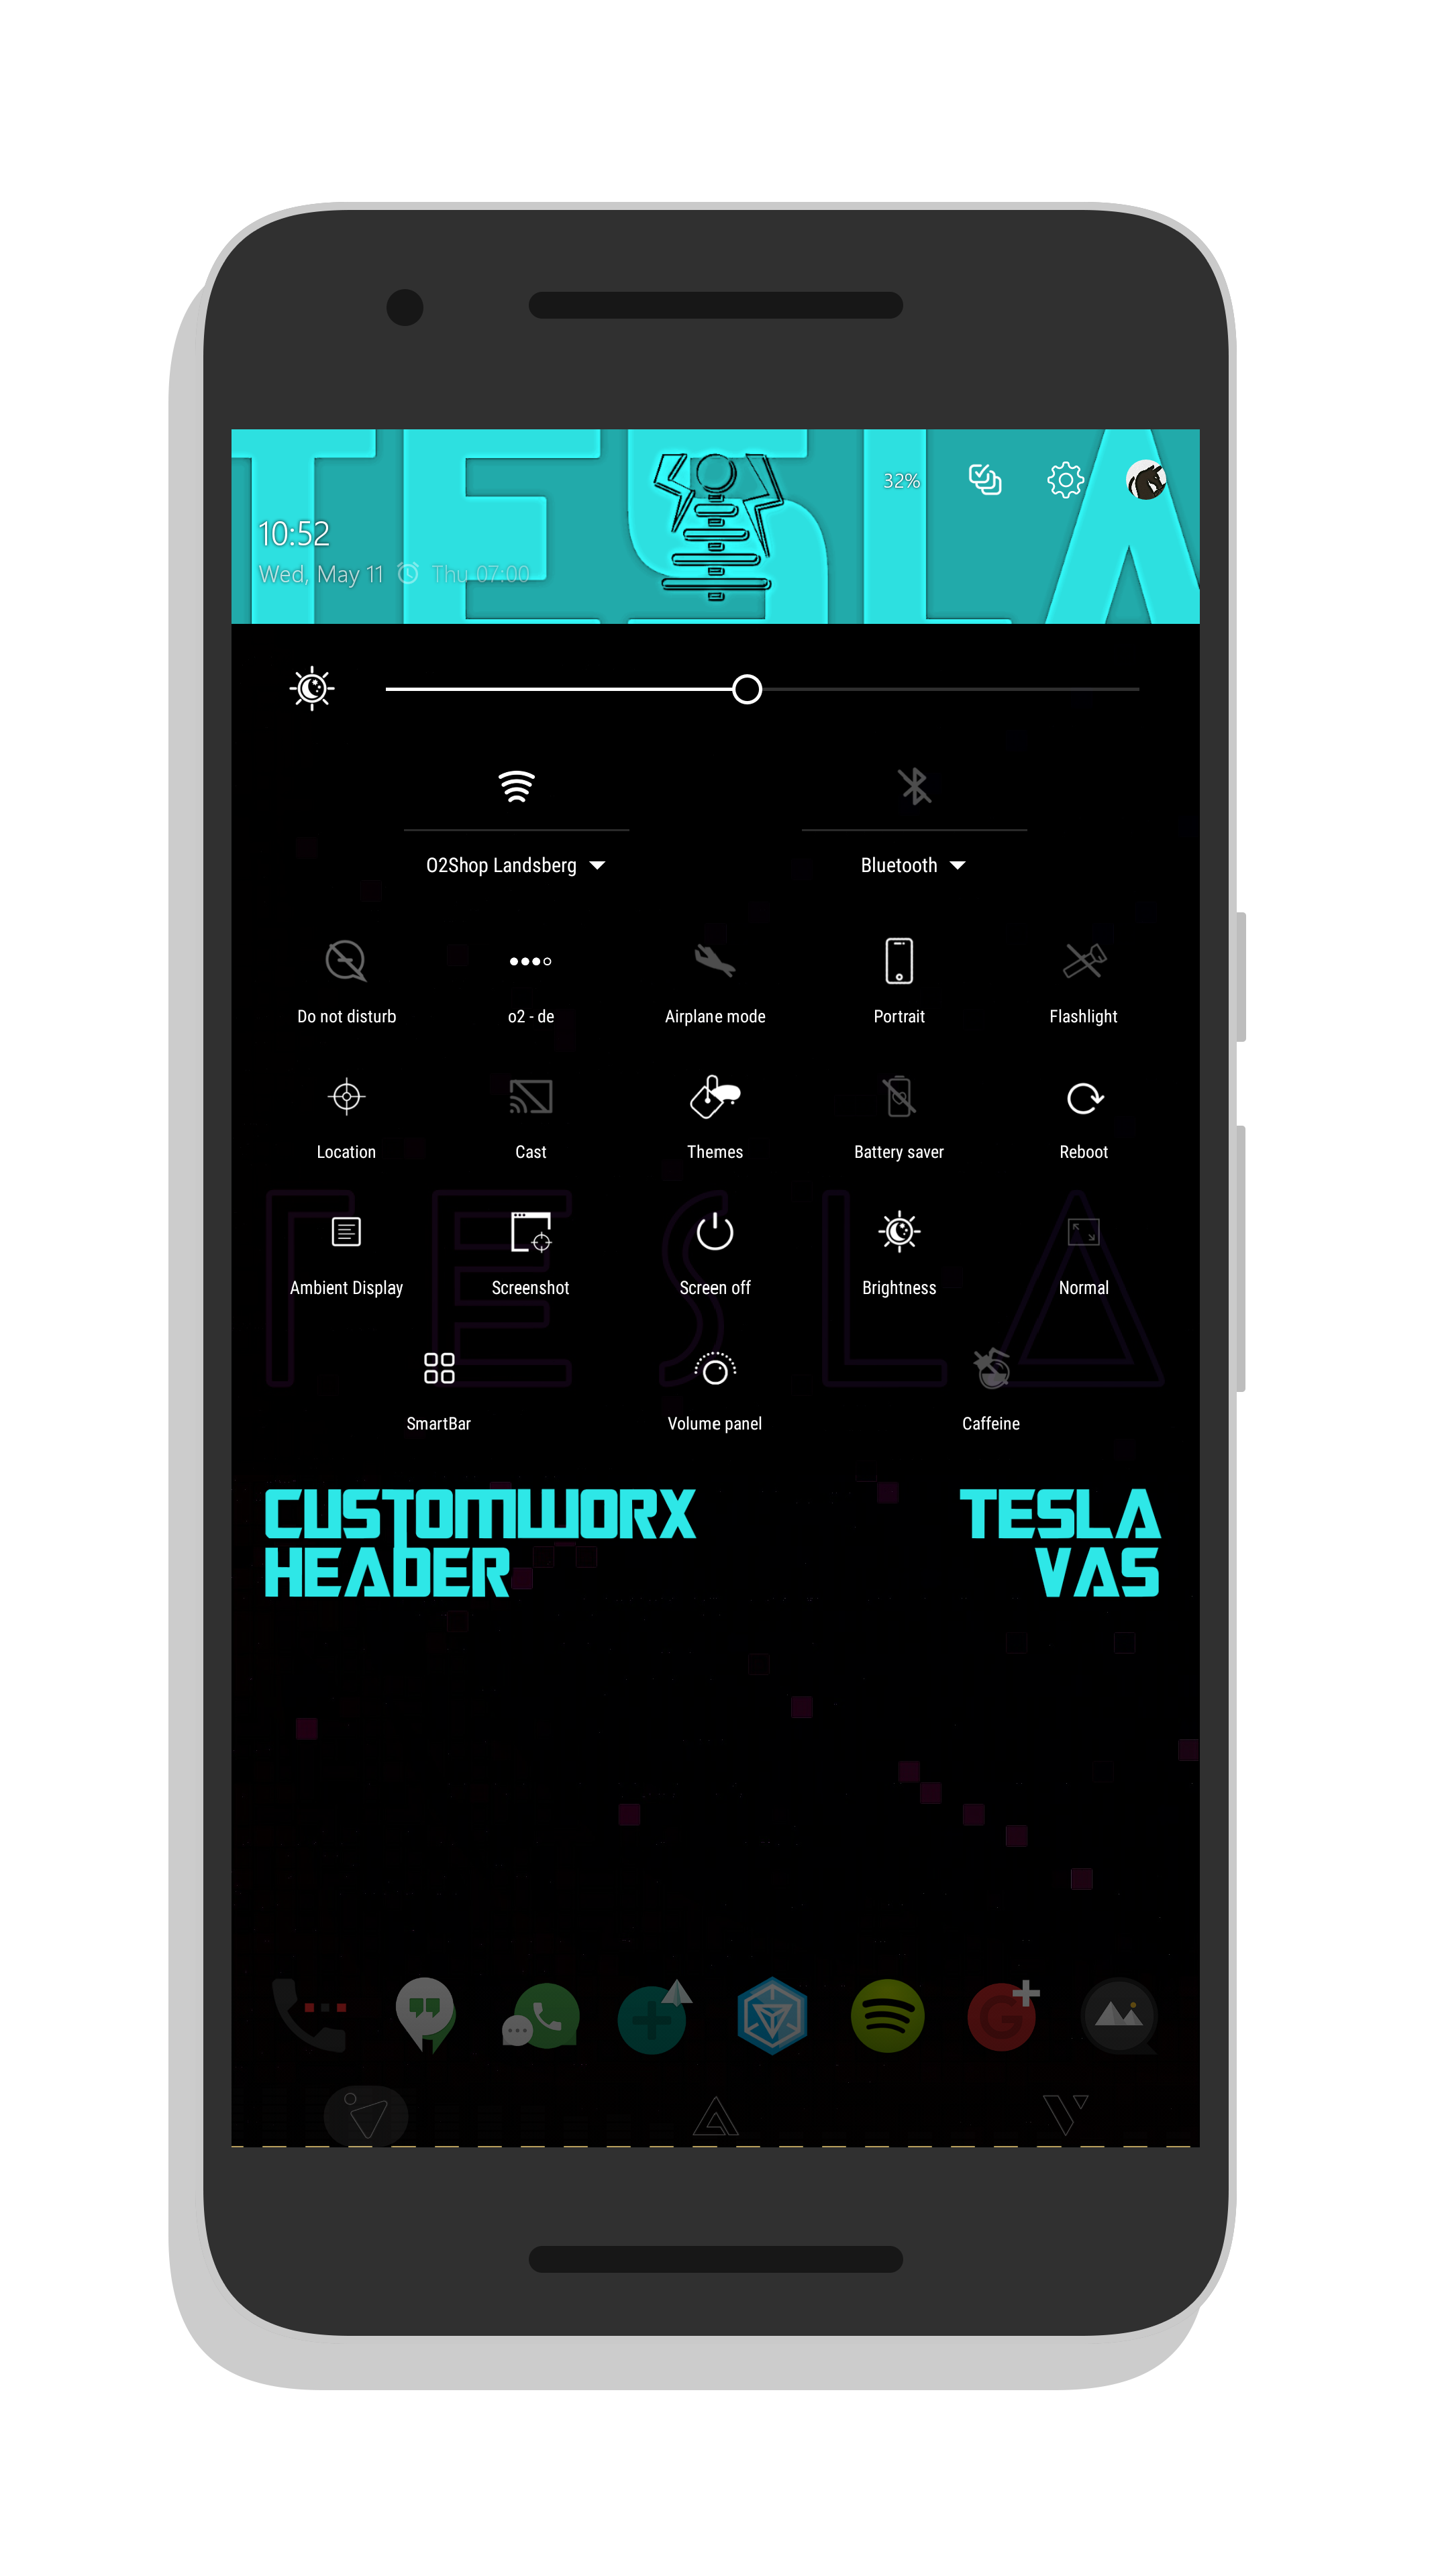 TESLA
32%
10:52
Wed, May 11 Thu 07:00
O2Shop Landsberg Bluetooth
Do not disturb o2 - de Airplane mode Portrait Flashlight
Location Cast Themes Battery saver Reboot
TESLA
Ambient Display Screenshot Screen off Brightness Normal
SmartBar Volume panel Caffeine
CUSTOMWORX TESLA
HEADER VAS